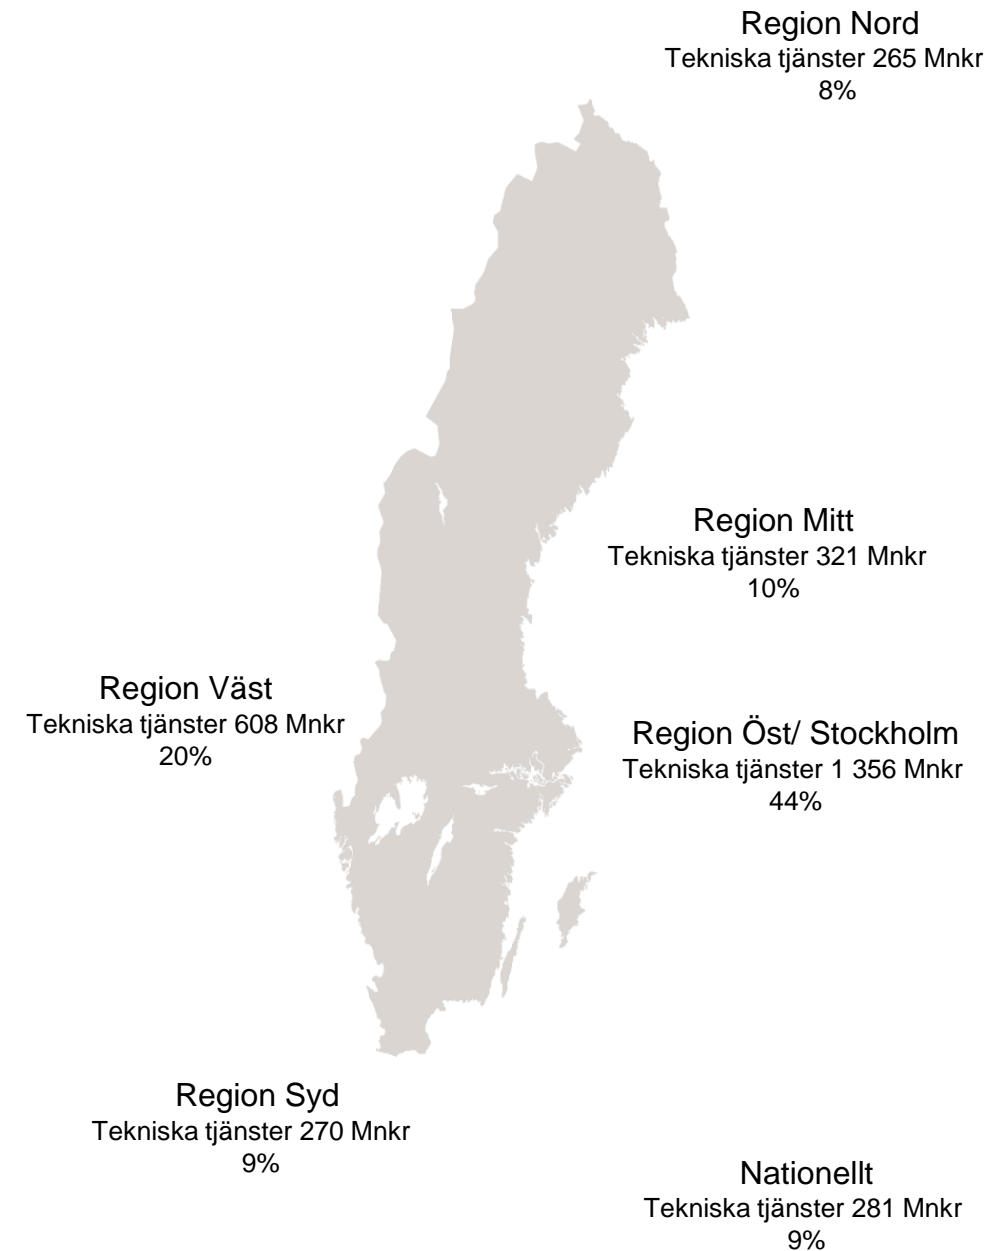 Region Nord
Tekniska tjänster 265 Mnkr
8%
Region Mitt
Tekniska tjänster 321 Mnkr
10%
Region Väst
Tekniska tjänster 608 Mnkr
20%
Region Öst/ Stockholm
Tekniska tjänster 1 356 Mnkr
44%
Region Syd
Tekniska tjänster 270 Mnkr
9%
Nationellt
Tekniska tjänster 281 Mnkr
9%